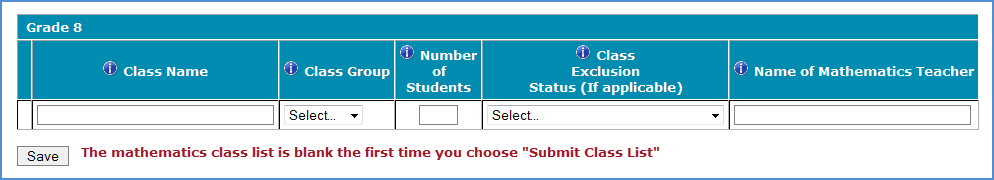 Grade 8
Class Name
Class Group
Number
of
Students
Class
Exclusion
Status (If applicable)
Name of Mathematics Teacher
Select...
Select...
Save
The mathematics class list is blank the first time you choose "Submit Class List"